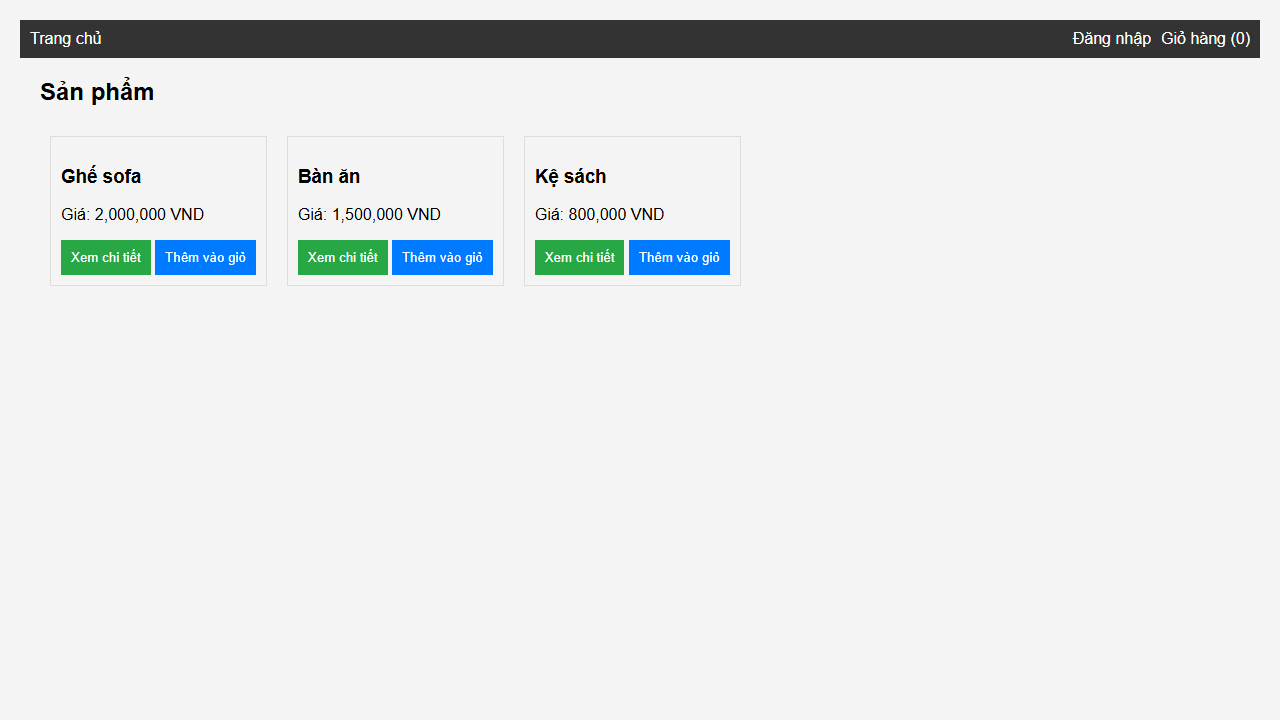 Trang chủ Đăng nhập Giỏ hàng (0)
Sản phẩm
Ghế sofa
Giá: 2,000,000 VND
Xem chi tiết Thêm vào giỏ
Bàn ăn
Giá: 1,500,000 VND
Xem chi tiết Thêm vào giỏ
Kệ sách
Giá: 800,000 VND
Xem chi tiết Thêm vào giỏ